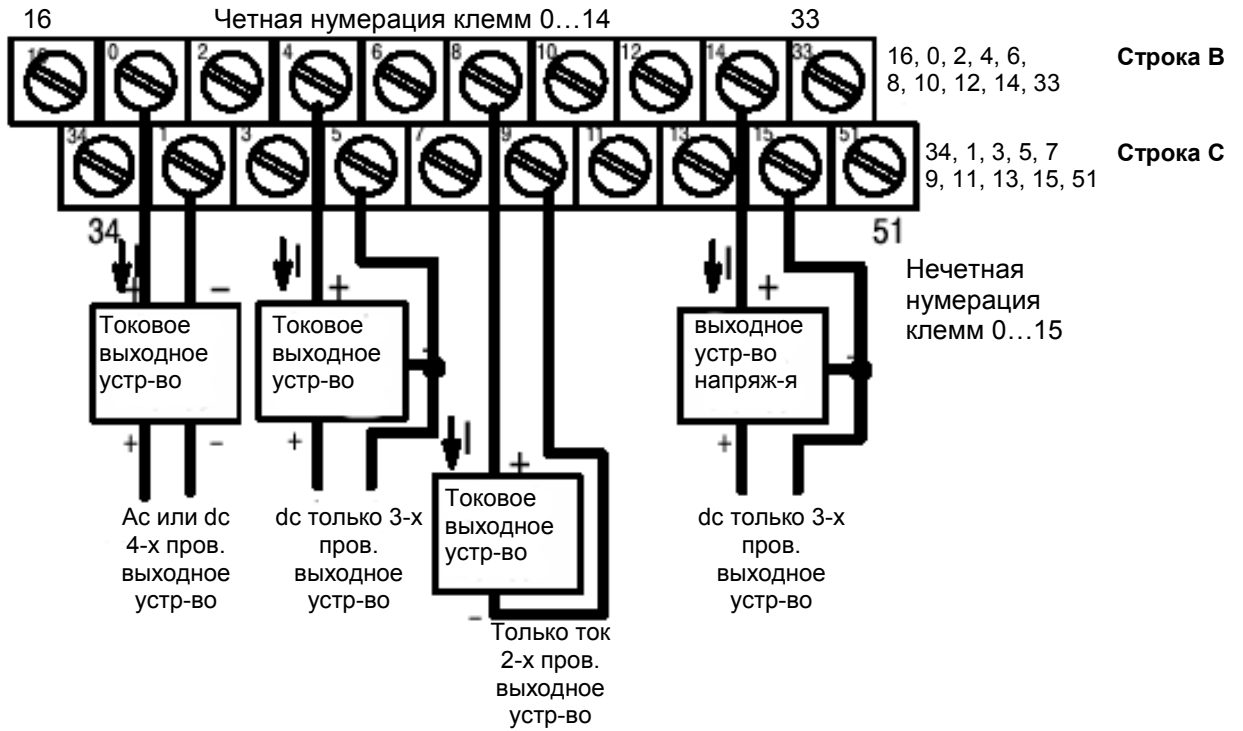 16 Четная нумерация клемм 0…14 33
16 0 2 4 6 8 10 12 14 33
16, 0, 2, 4, 6,
8, 10, 12, 14, 33
Строка В
34 1 3 5 7 9 11 13 15 51
34, 1, 3, 5, 7
9, 11, 13, 15, 51
Строка С
34
51
Нечетная
нумерация
клемм 0…15
I
+ –
Токовое
выходное
устр-во
+ –
Ac или dc
4-х пров.
выходное
устр-во
I
+
Токовое
выходное
устр-во
-
+
dc только 3-х
пров.
выходное
устр-во
I
+
Токовое
выходное
устр-во
-
Только ток
2-х пров.
выходное
устр-во
I
+
выходное
устр-во
напряж-я
-
+
dc только 3-х
пров.
выходное
устр-во